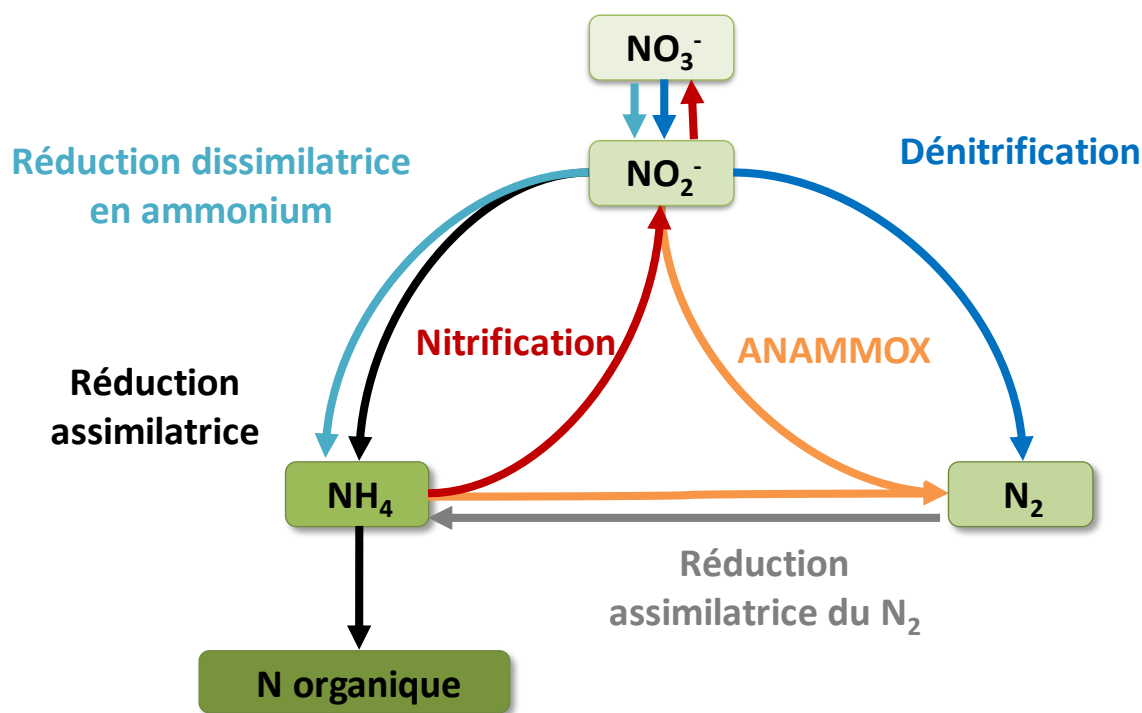 NO₃⁻
Réduction dissimilatrice
en ammonium
NO₂⁻
Dénitrification
Nitrification
ANAMMOX
Réduction
assimilatrice
NH₄
N₂
Réduction
assimilatrice du N₂
N organique